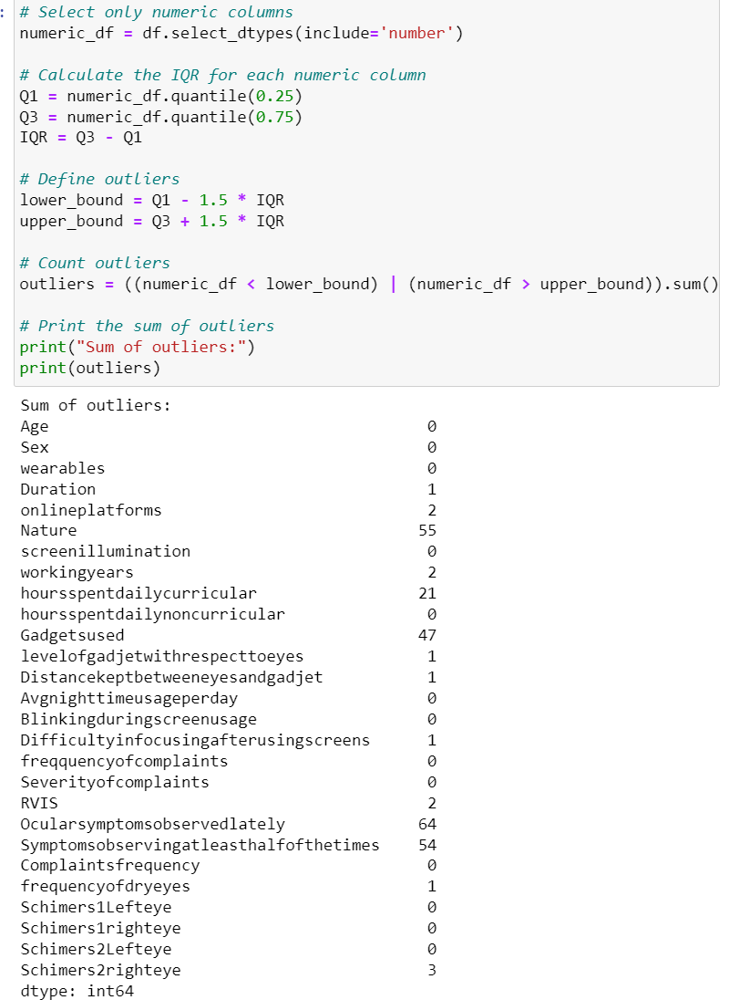 : # Select only numeric columns
numeric_df = df.select_dtypes(include='number')
# Calculate the IQR for each numeric column
Q1 = numeric_df.quantile(0.25)
Q3 = numeric_df.quantile(0.75)
IQR = Q3 - Q1
# Define outliers
lower_bound = Q1 - 1.5 * IQR
upper_bound = Q3 + 1.5 * IQR
# Count outliers
outliers = ((numeric_df < lower_bound) | (numeric_df > upper_bound)).sum()
# Print the sum of outliers
print("Sum of outliers:")
print(outliers)
Sum of outliers:
Age 0
Sex 0
wearables 0
Duration 1
onlineplatforms 2
Nature 55
screenillumination 0
workingyears 2
hoursspentdailycurricular 21
hoursspentdailynoncurricular 0
Gadgetsused 47
levelofgadjetwithrespecttoeyes 1
Distancekeptbetweeneyesandgadjet 1
Avgnighttimeusageperday 0
Blinkingduringscreenusage 0
Difficultyinfocusingafterusingscreens 1
freqquencyofcomplaints 0
Severityofcomplaints 0
RVIS 2
Ocularsymptomsobservedlately 64
Symptomsobservingatleasthalfofthetimes 54
Complaintsfrequency 0
frequencyofdryeyes 1
Schimers1Lefteye 0
Schimers1righteye 0
Schimers2Lefteye 0
Schimers2righteye 3
dtype: int64